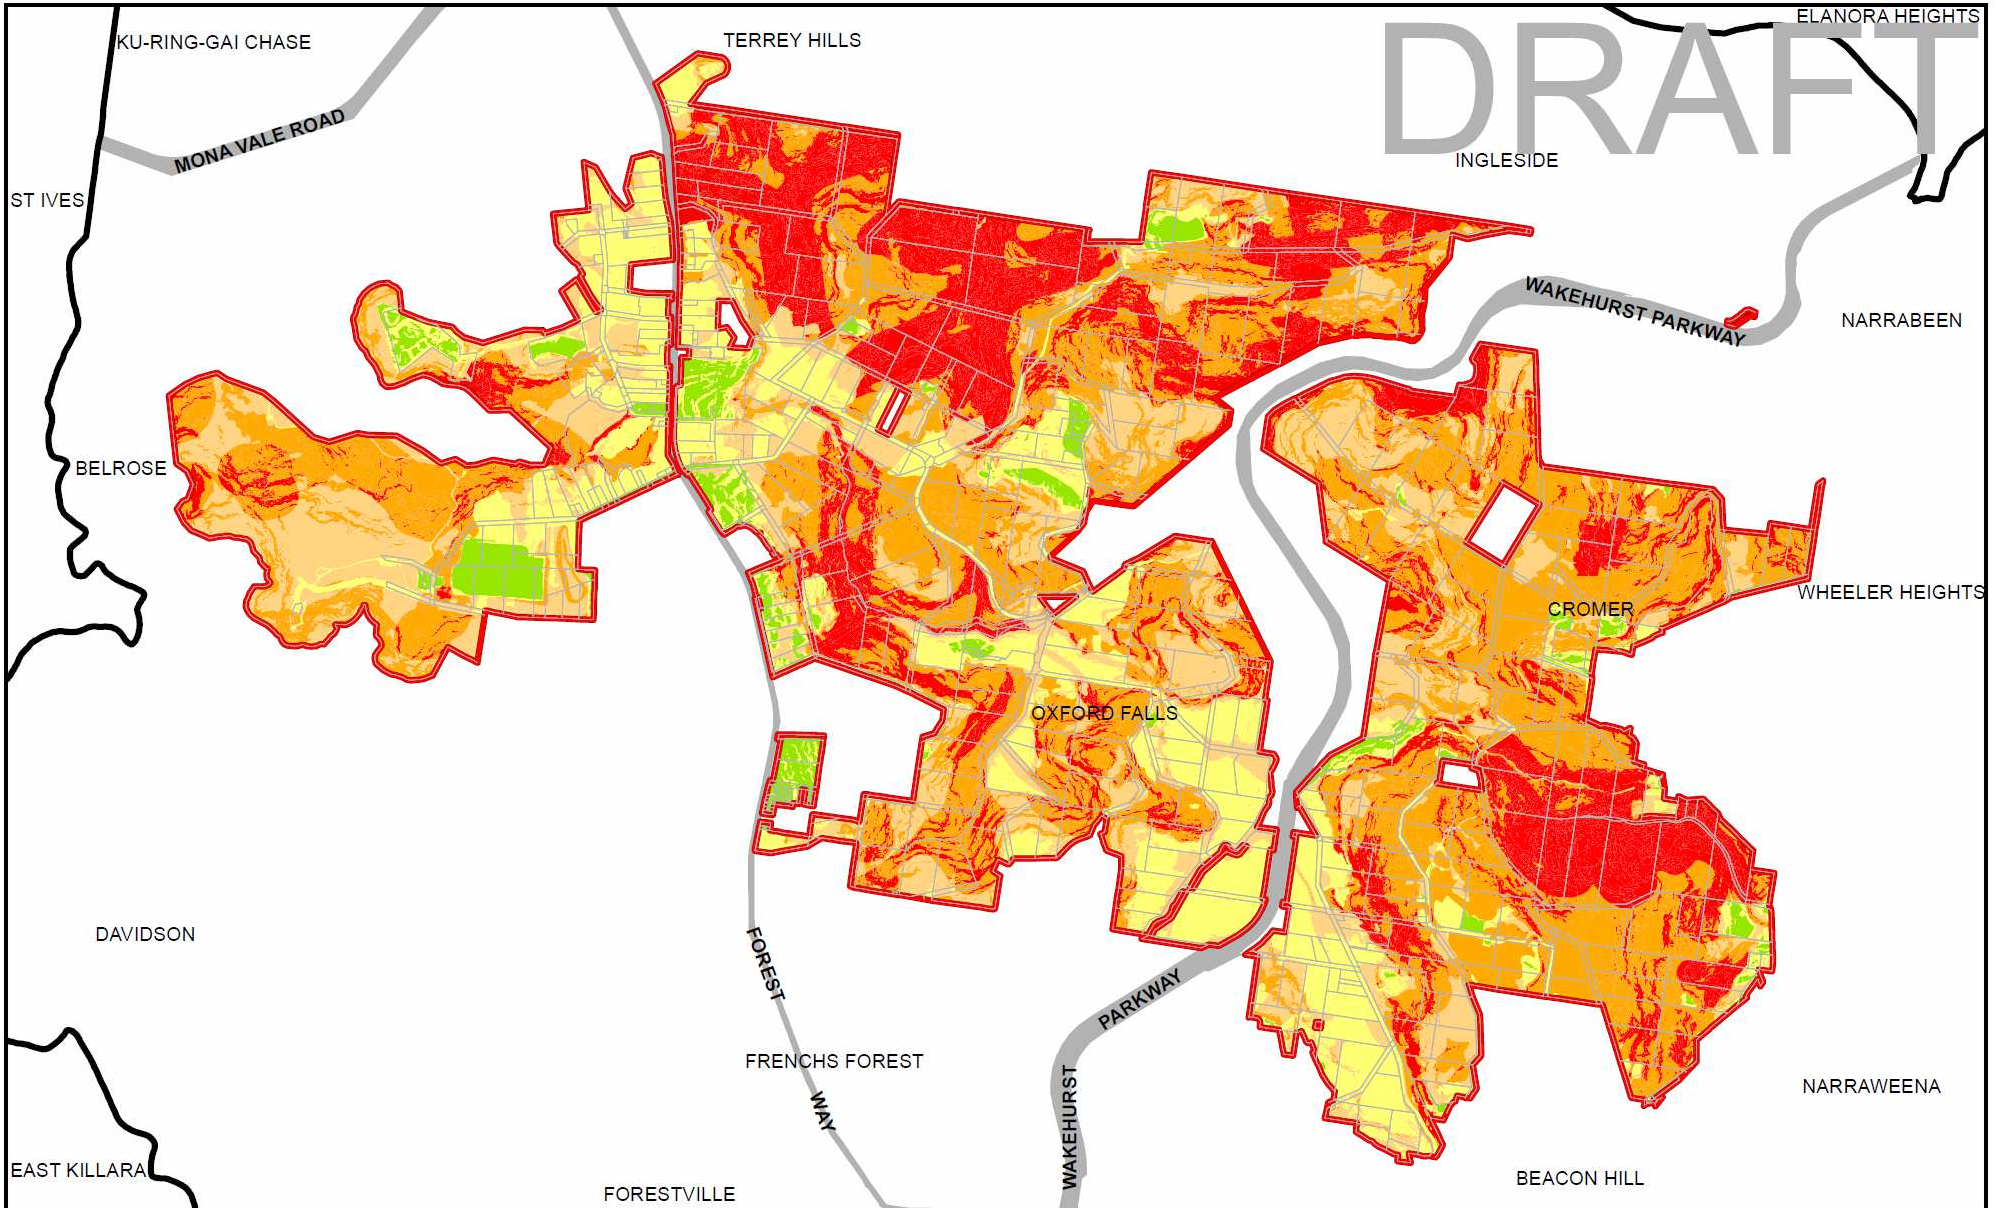 ELANORA HEIGHTS
KU-RING-GAI CHASE
TERREY HILLS
DRAFT
MONA VALE ROAD
INGLESIDE
ST IVES
WAKEHURST PARKWAY
NARRABEEN
BELROSE
WHEELER HEIGHTS
CROMER
OXFORD FALLS
DAVIDSON
FOREST
WAY
PARKWAY
WAKEHURST
FRENCHS FOREST
NARRAWEENA
EAST KILLARA
BEACON HILL
FORESTVILLE